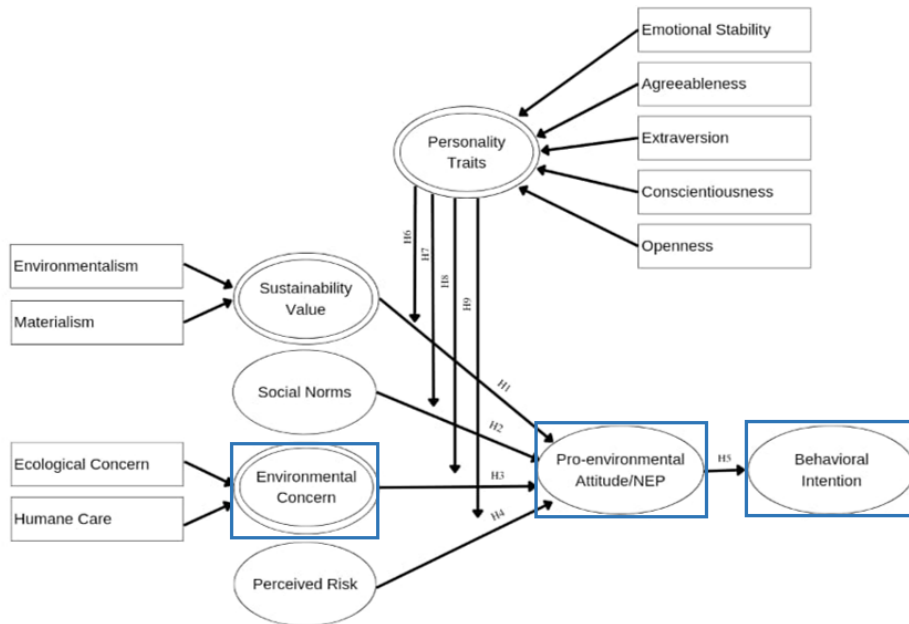 Emotional Stability
Agreeableness
Extraversion
Conscientiousness
Openness
Personality
Traits
H6
H7
H8
H9
Environmentalism
Materialism
Sustainability
Value
H1
Social Norms
H2
Ecological Concern
Humane Care
Environmental
Concern
H3
Pro-environmental
Attitude/NEP
H5
Behavioral
Intention
H4
Perceived Risk